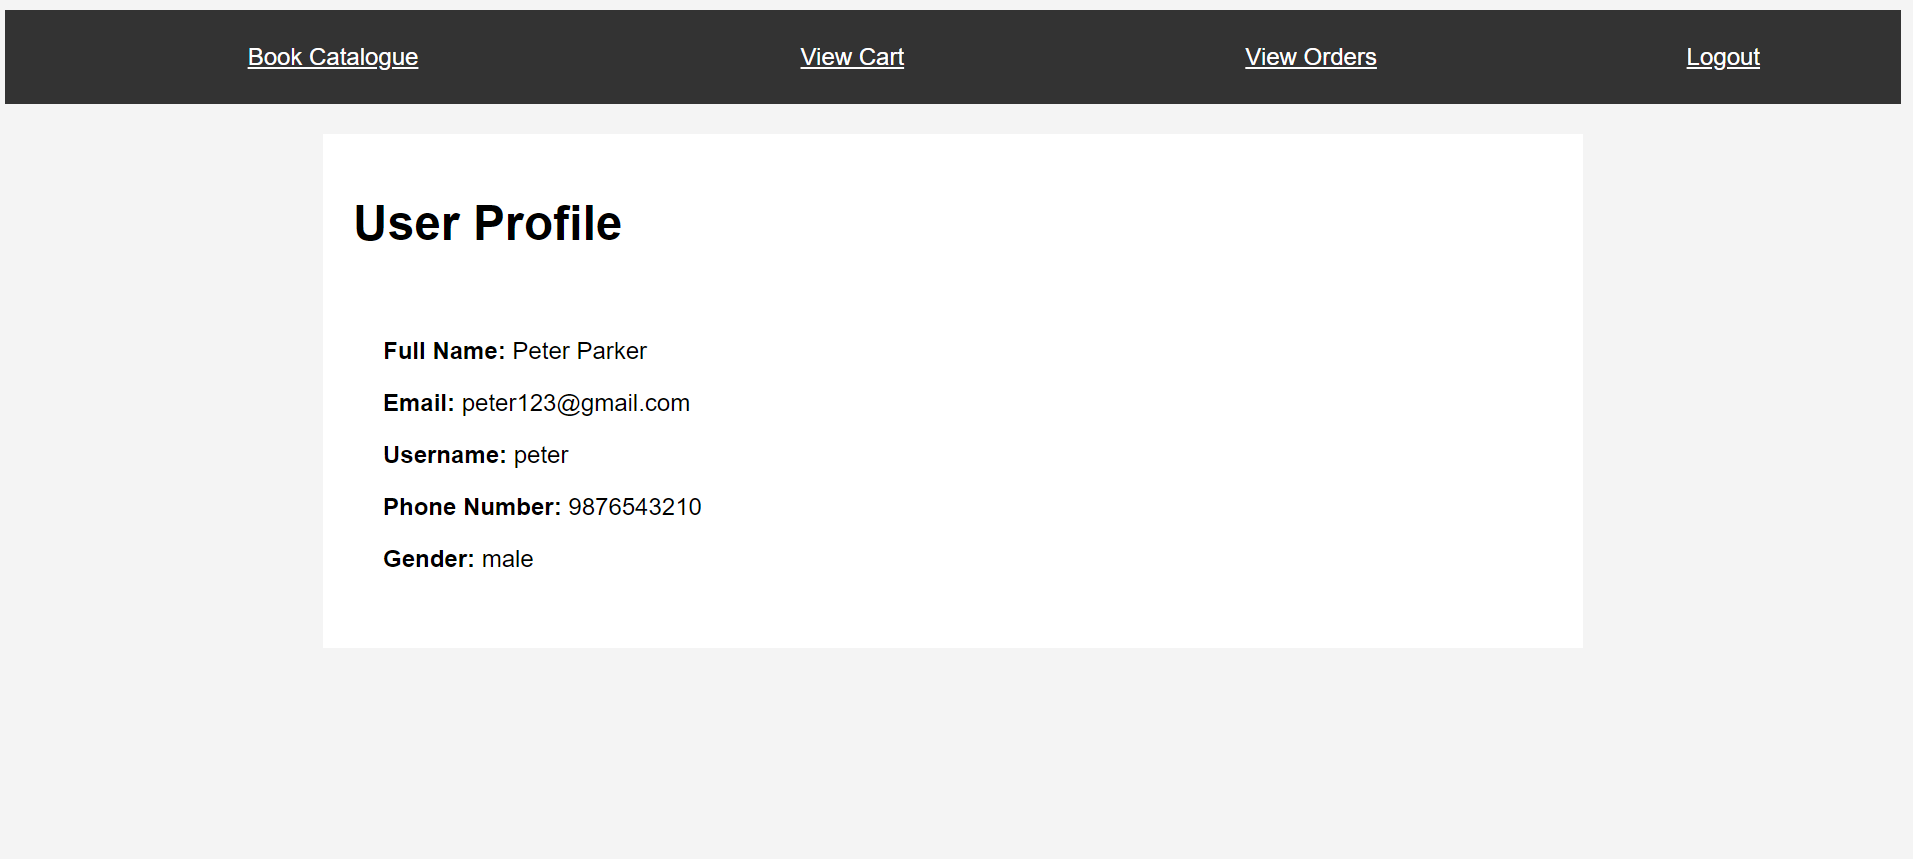 Book Catalogue View Cart View Orders Logout
User Profile
Full Name: Peter Parker
Email: peter123@gmail.com
Username: peter
Phone Number: 9876543210
Gender: male